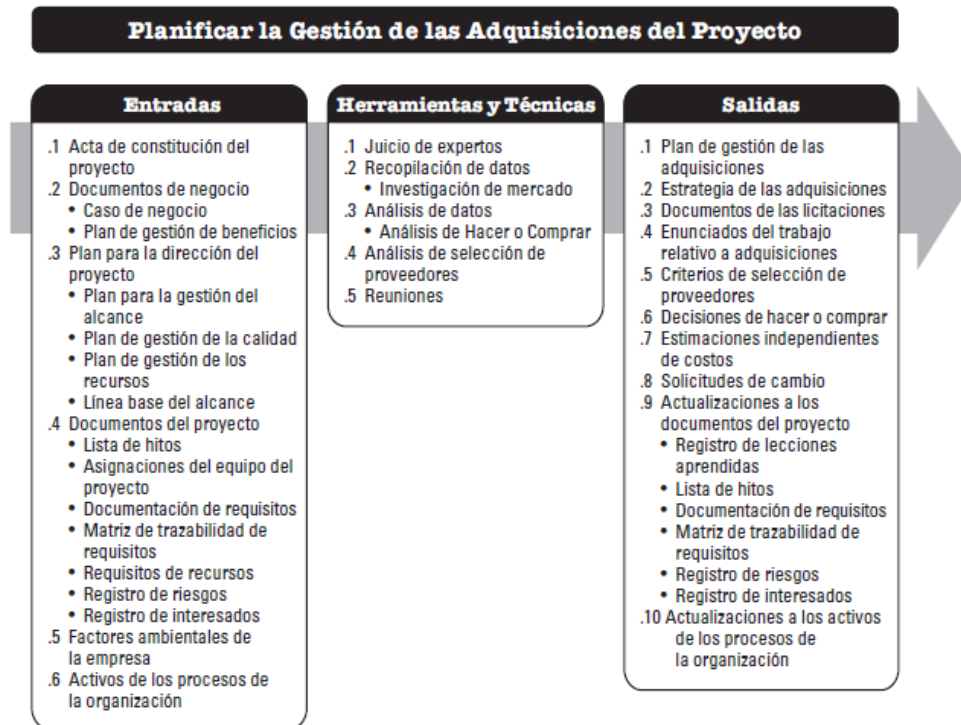 Planificar la Gestión de las Adquisiciones del Proyecto
Entradas
.1 Acta de constitución del
proyecto
.2 Documentos de negocio
• Caso de negocio
• Plan de gestión de beneficios
.3 Plan para la dirección del
proyecto
• Plan para la gestión del
alcance
• Plan de gestión de la calidad
• Plan de gestión de los
recursos
• Línea base del alcance
.4 Documentos del proyecto
• Lista de hitos
• Asignaciones del equipo del
proyecto
• Documentación de requisitos
• Matriz de trazabilidad de
requisitos
• Requisitos de recursos
• Registro de riesgos
• Registro de interesados
.5 Factores ambientales de
la empresa
.6 Activos de los procesos de
la organización
Herramientas y Técnicas
.1 Juicio de expertos
.2 Recopilación de datos
• Investigación de mercado
.3 Análisis de datos
• Análisis de Hacer o Comprar
.4 Análisis de selección de
proveedores
.5 Reuniones
Salidas
.1 Plan de gestión de las
adquisiciones
.2 Estrategia de las adquisiciones
.3 Documentos de las licitaciones
.4 Enunciados del trabajo
relativo a adquisiciones
.5 Criterios de selección de
proveedores
.6 Decisiones de hacer o comprar
.7 Estimaciones independientes
de costos
.8 Solicitudes de cambio
.9 Actualizaciones a los
documentos del proyecto
• Registro de lecciones
aprendidas
• Lista de hitos
• Documentación de requisitos
• Matriz de trazabilidad de
requisitos
• Registro de riesgos
• Registro de interesados
.10 Actualizaciones a los activos
de los procesos de
la organización